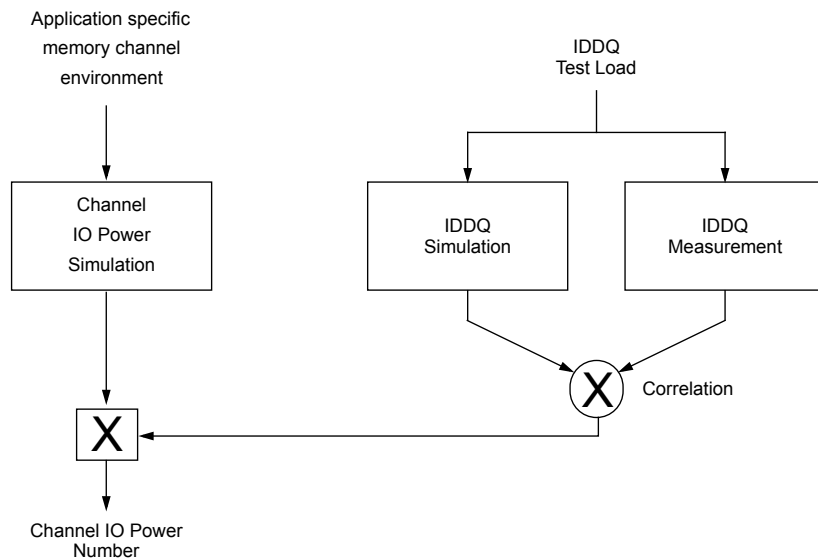 Application specific
memory channel
environment
IDDQ
Test Load
Channel
IO Power
Simulation
IDDQ
Simulation
IDDQ
Measurement
X
Correlation
X
Channel IO Power
Number